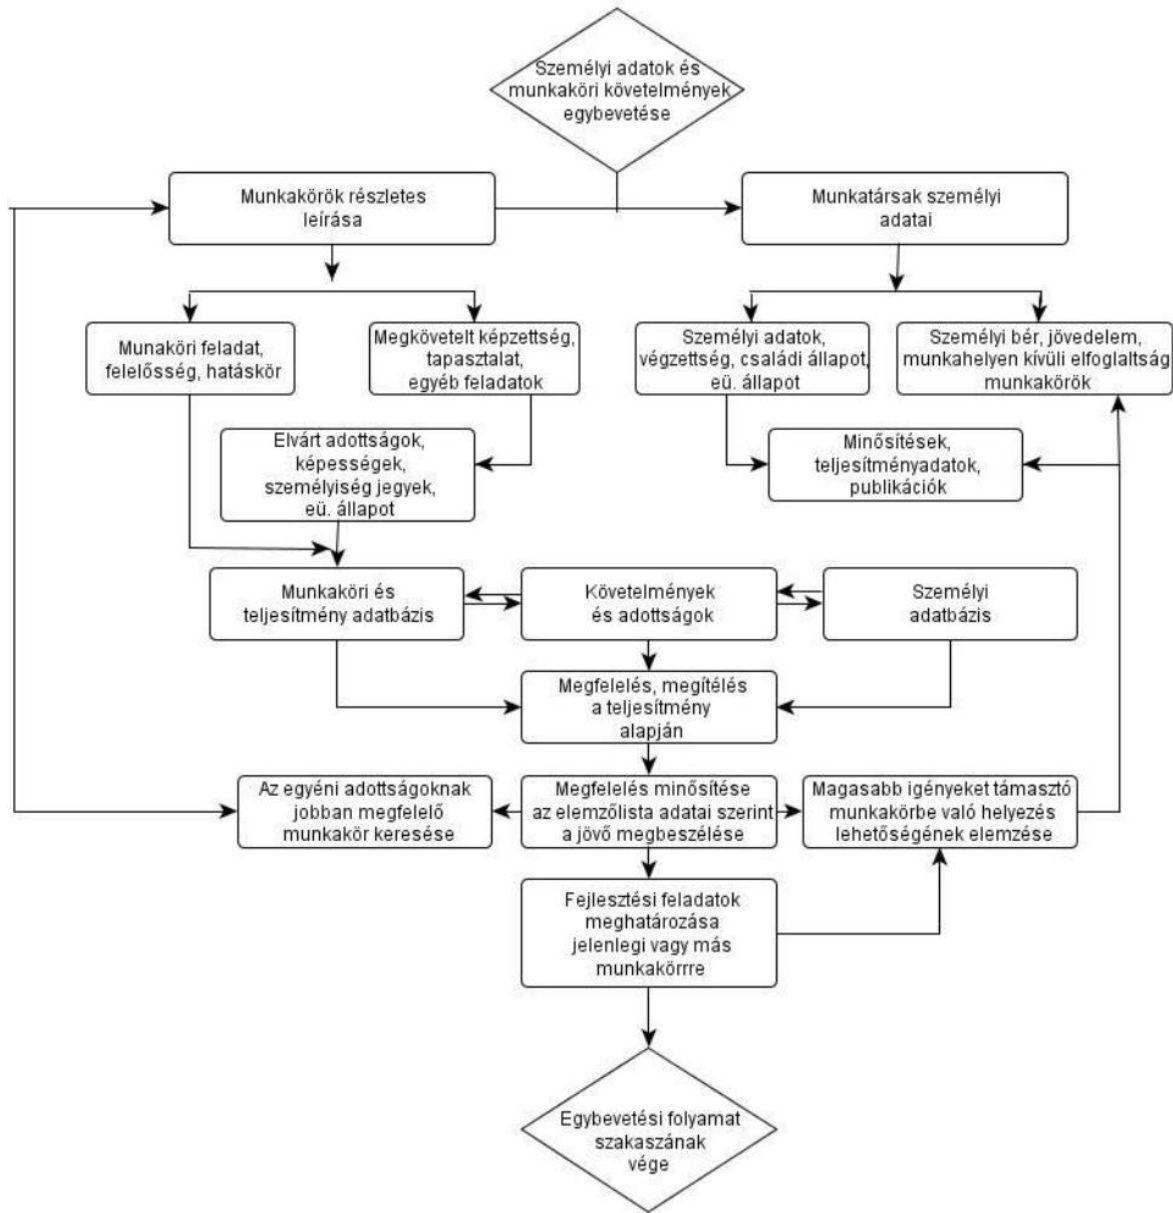 Személyi adatok és
munkaköri követelmények
egybevetése
Munkakörök részletes
leírása
Munkatársak személyi
adatai
Munaköri feladat,
felelősség, hatáskör
Megkövetelt képzettség,
tapasztalat,
egyéb feladatok
Személyi adatok,
végzettség, családi állapot,
eü. állapot
Személyi bér, jövedelem,
munkahelyen kívüli elfoglaltság
munkakörök
Elvárt adottságok,
képességek,
személyiség jegyek,
eü. állapot
Minősítések,
teljesítményadatok,
publikációk
Munkaköri és
teljesítmény adatbázis
Követelmények
és adottságok
Személyi
adatbázis
Megfelelés, megítélés
a teljesítmény
alapján
Az egyéni adottságoknak
jobban megfelelő
munkakör keresése
Megfelelés minősítése
az elemzőlista adatai szerint
a jövő megbeszélése
Magasabb igényeket támasztó
munkakörbe való helyezés
lehetőségének elemzése
Fejlesztési feladatok
meghatározása
jelenlegi vagy más
munkakörrre
Egybevetési folyamat
szakaszának
vége